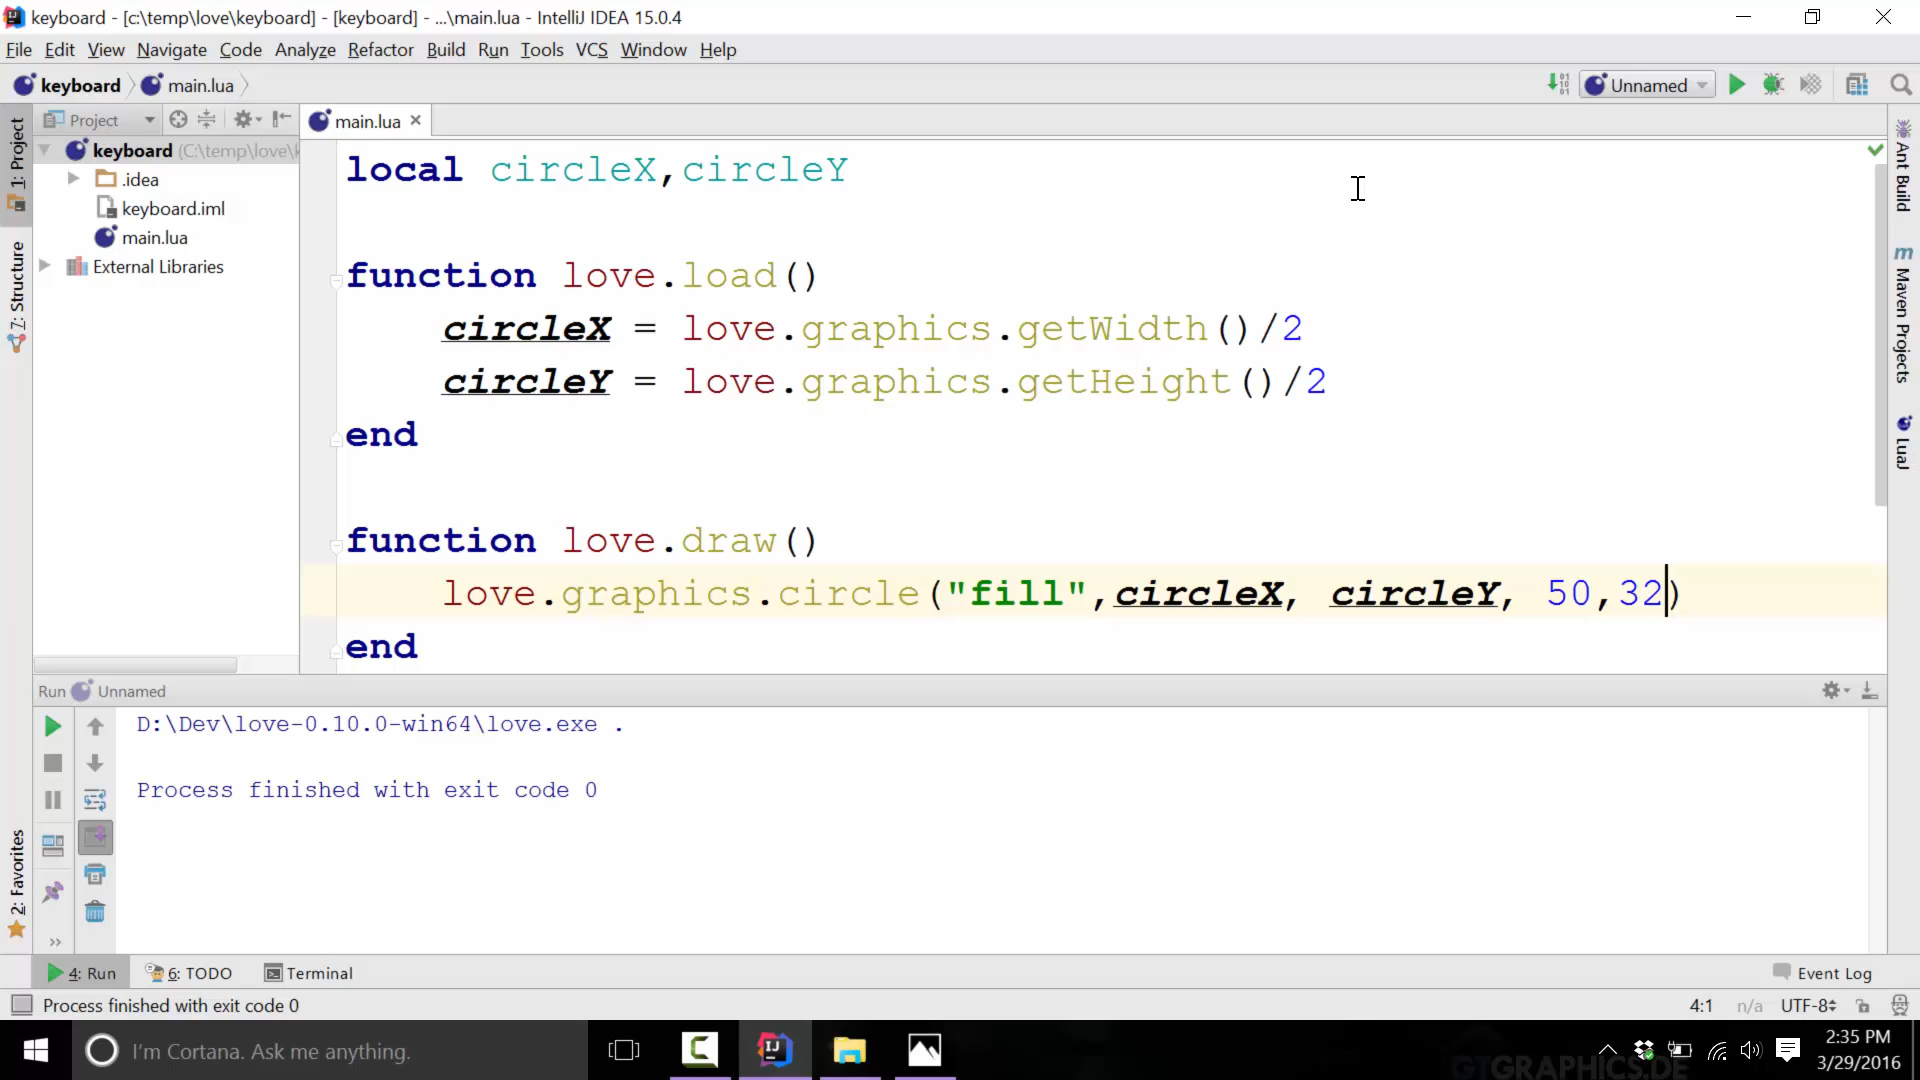 keyboard - [c:\temp\love\keyboard] - [keyboard] - ...\main.lua - IntelliJ IDEA 15.0.4
File Edit View Navigate Code Analyze Refactor Build Run Tools VCS Window Help
keyboard main.lua Unnamed
1: Project
7: Structure
2: Favorites
Project
keyboard (C:\temp\love\k
.idea
keyboard.iml
main.lua
External Libraries
main.lua
local circleX,circleY
function love.load()
circleX = love.graphics.getWidth()/2
circleY = love.graphics.getHeight()/2
end
function love.draw()
love.graphics.circle("fill",circleX, circleY, 50,32)
end
Ant Build
m Maven Projects
LuaJ
Run Unnamed
D:\Dev\love-0.10.0-win64\love.exe .
Process finished with exit code 0
4: Run 6: TODO Terminal Event Log
Process finished with exit code 0 4:1 n/a UTF-8
I'm Cortana. Ask me anything.
2:35 PM
3/29/2016
GTGRAPHICS.DE